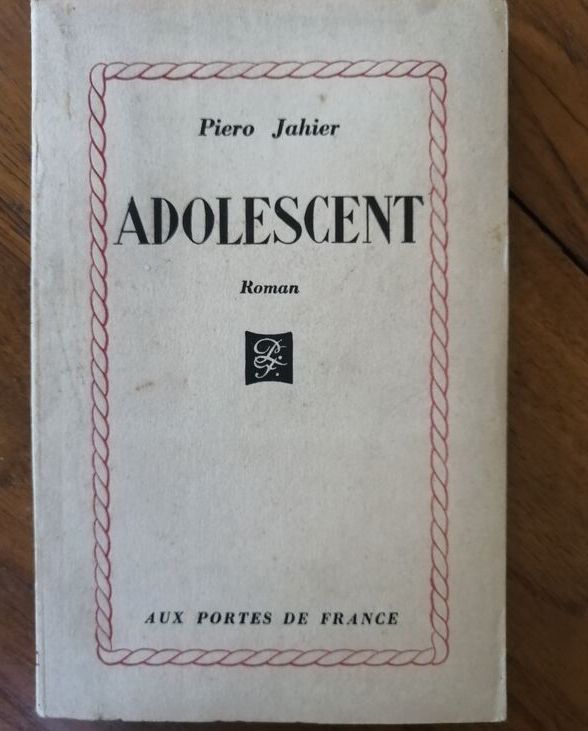 Piero Jahier
ADOLESCENT
Roman
P.
F.
AUX PORTES DE FRANCE